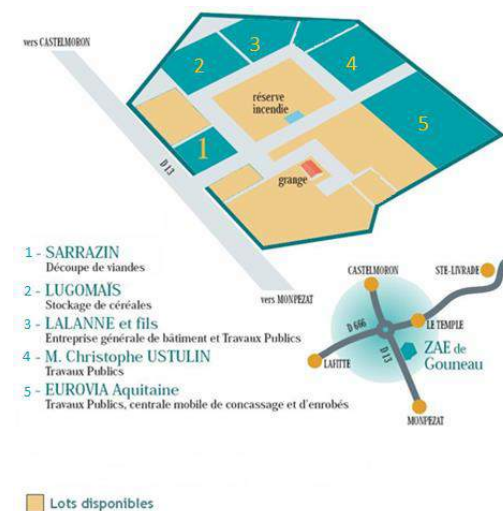 vers CASTELMORON
3
2
4
réserve
incendie
5
1
D 13
grange
vers MONPEZAT
1 - SARRAZIN
Découpe de viandes
2 - LUGOMAÏS
Stockage de céréales
3 - LALANNE et fils
Entreprise générale de bâtiment et Travaux Publics
4 - M. Christophe USTULIN
Travaux Publics
5 - EUROVIA Aquitaine
Travaux Publics, centrale mobile de concassage et d'enrobés
CASTELMORON
STE-LIVRADE
D 666
LE TEMPLE
ZAE de
Gouneau
D 13
LAFITTE
MONPEZAT
Lots disponibles